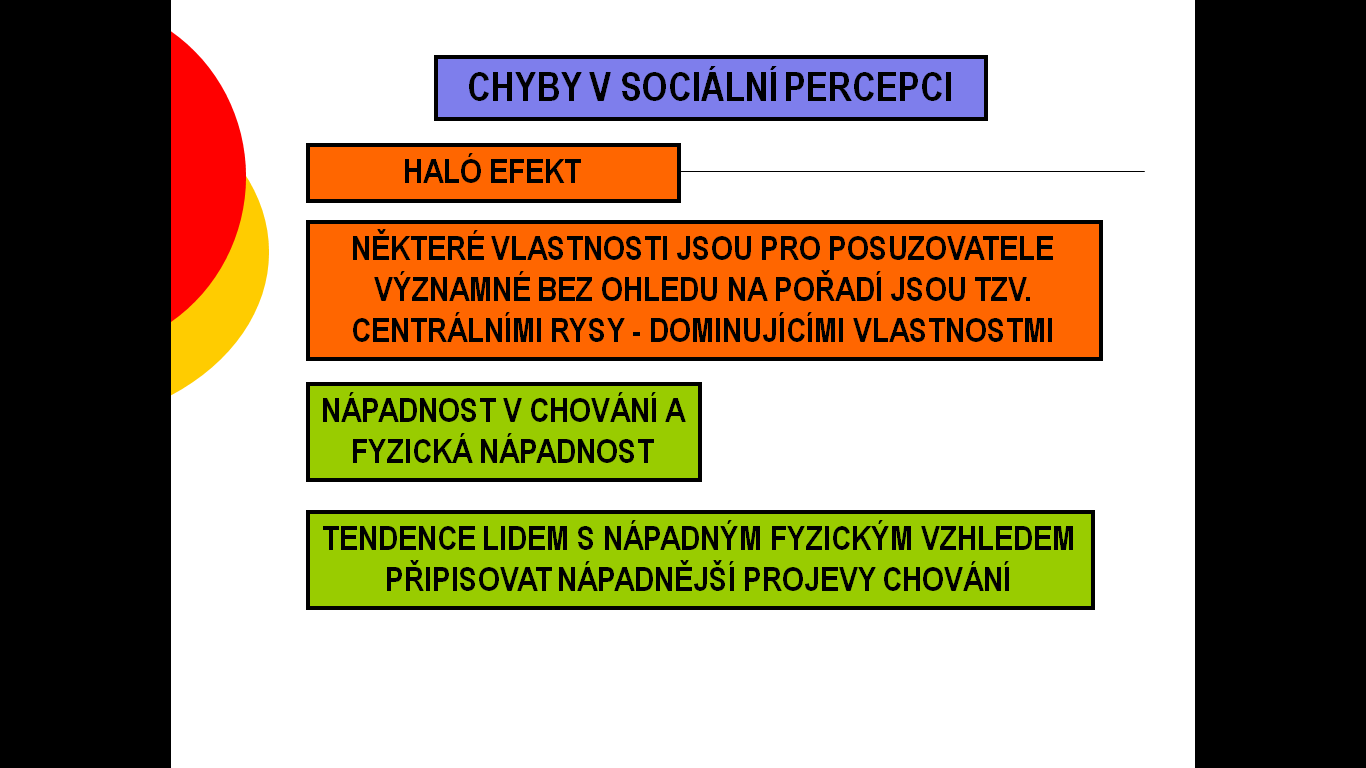 CHYBY V SOCIÁLNÍ PERCEPCI
HALÓ EFEKT
NĚKTERÉ VLASTNOSTI JSOU PRO POSUZOVATELE
VÝZNAMNÉ BEZ OHLEDU NA POŘADÍ JSOU TZV.
CENTRÁLNÍMI RYSY - DOMINUJÍCÍMI VLASTNOSTMI
NÁPADNOST V CHOVÁNÍ A
FYZICKÁ NÁPADNOST
TENDENCE LIDEM S NÁPADNÝM FYZICKÝM VZHLEDEM
PŘIPISOVAT NÁPADNĚJŠÍ PROJEVY CHOVÁNÍ